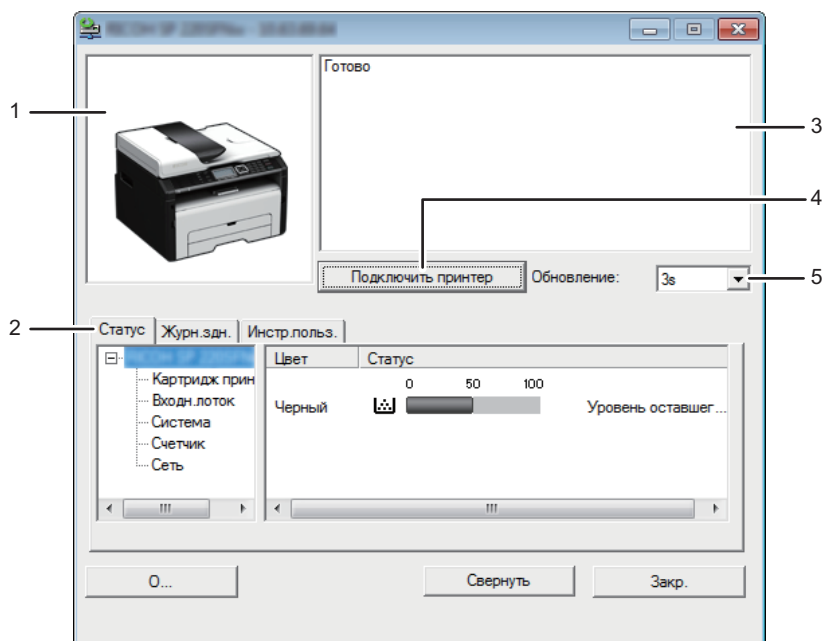 Готово
1
3
4
Подключить принтер
Обновление:
3s
5
2
Статус
Журн.здн.
Инстр.польз.
Цвет
Статус
Картридж прин
Входн.лоток
Система
Счетчик
Сеть
0 50 100
Черный
Уровень оставшег...
О...
Свернуть
Закр.